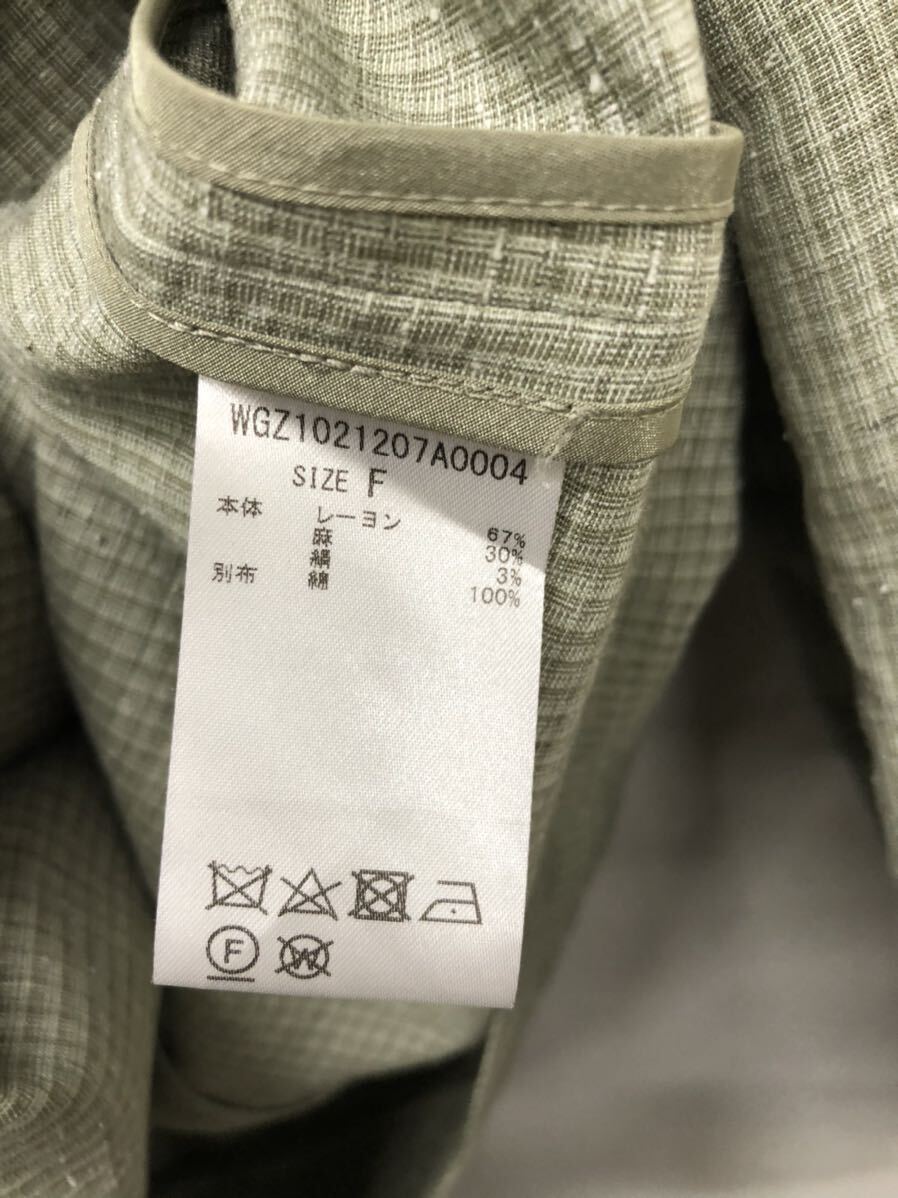 WGZ1021207A0004
SIZE F
本体 レーヨン 67%
麻 30%
絹 3%
別布 綿 100%
F
W